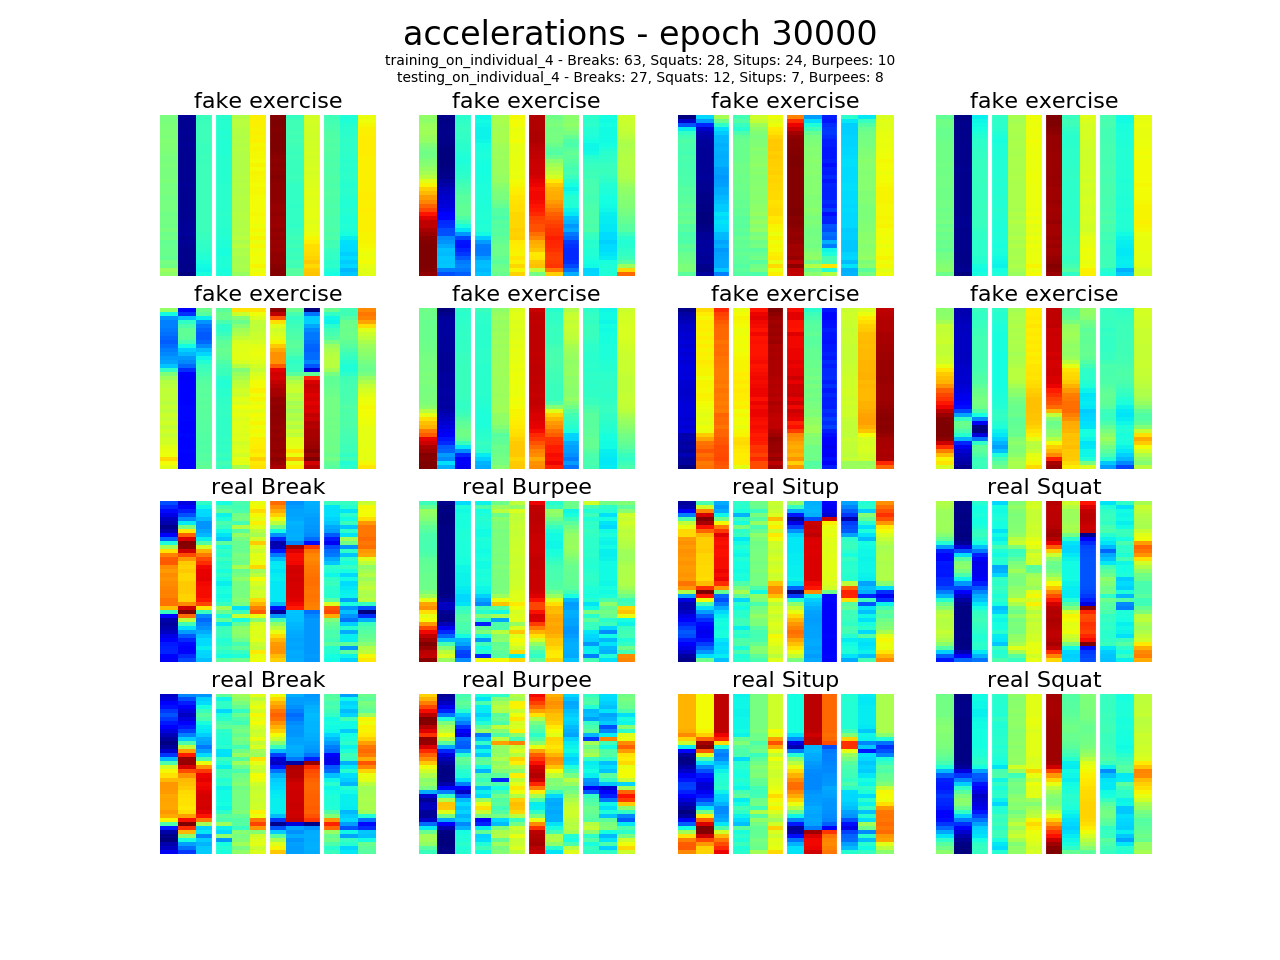 accelerations - epoch 30000
training_on_individual_4 - Breaks: 63, Squats: 28, Situps: 24, Burpees: 10
testing_on_individual_4 - Breaks: 27, Squats: 12, Situps: 7, Burpees: 8
fake exercise fake exercise fake exercise fake exercise
fake exercise fake exercise fake exercise fake exercise
real Break real Burpee real Situp real Squat
real Break real Burpee real Situp real Squat